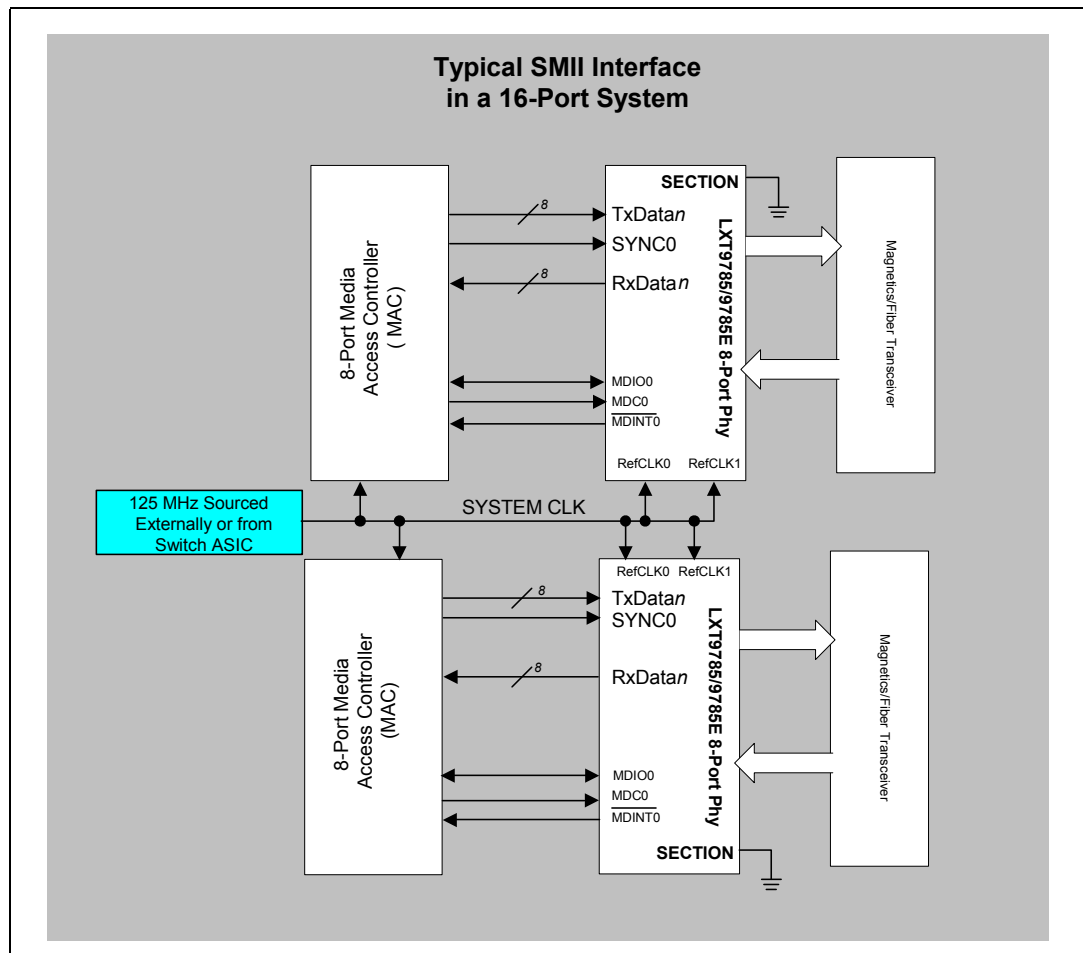 Typical SMII Interface
in a 16-Port System
8-Port Media
Access Controller
( MAC)
8
TxDatan
SYNC0
8
RxDatan
MDIO0
MDC0
MDINT0
RefCLK0 RefCLK1
SECTION
LXT9785/9785E 8-Port Phy
Magnetics/Fiber Transceiver
125 MHz Sourced
Externally or from
Switch ASIC
SYSTEM CLK
8-Port Media
Access Controller
(MAC)
RefCLK0 RefCLK1
8
TxDatan
SYNC0
8
RxDatan
MDIO0
MDC0
MDINT0
SECTION
LXT9785/9785E 8-Port Phy
Magnetics/Fiber Transceiver